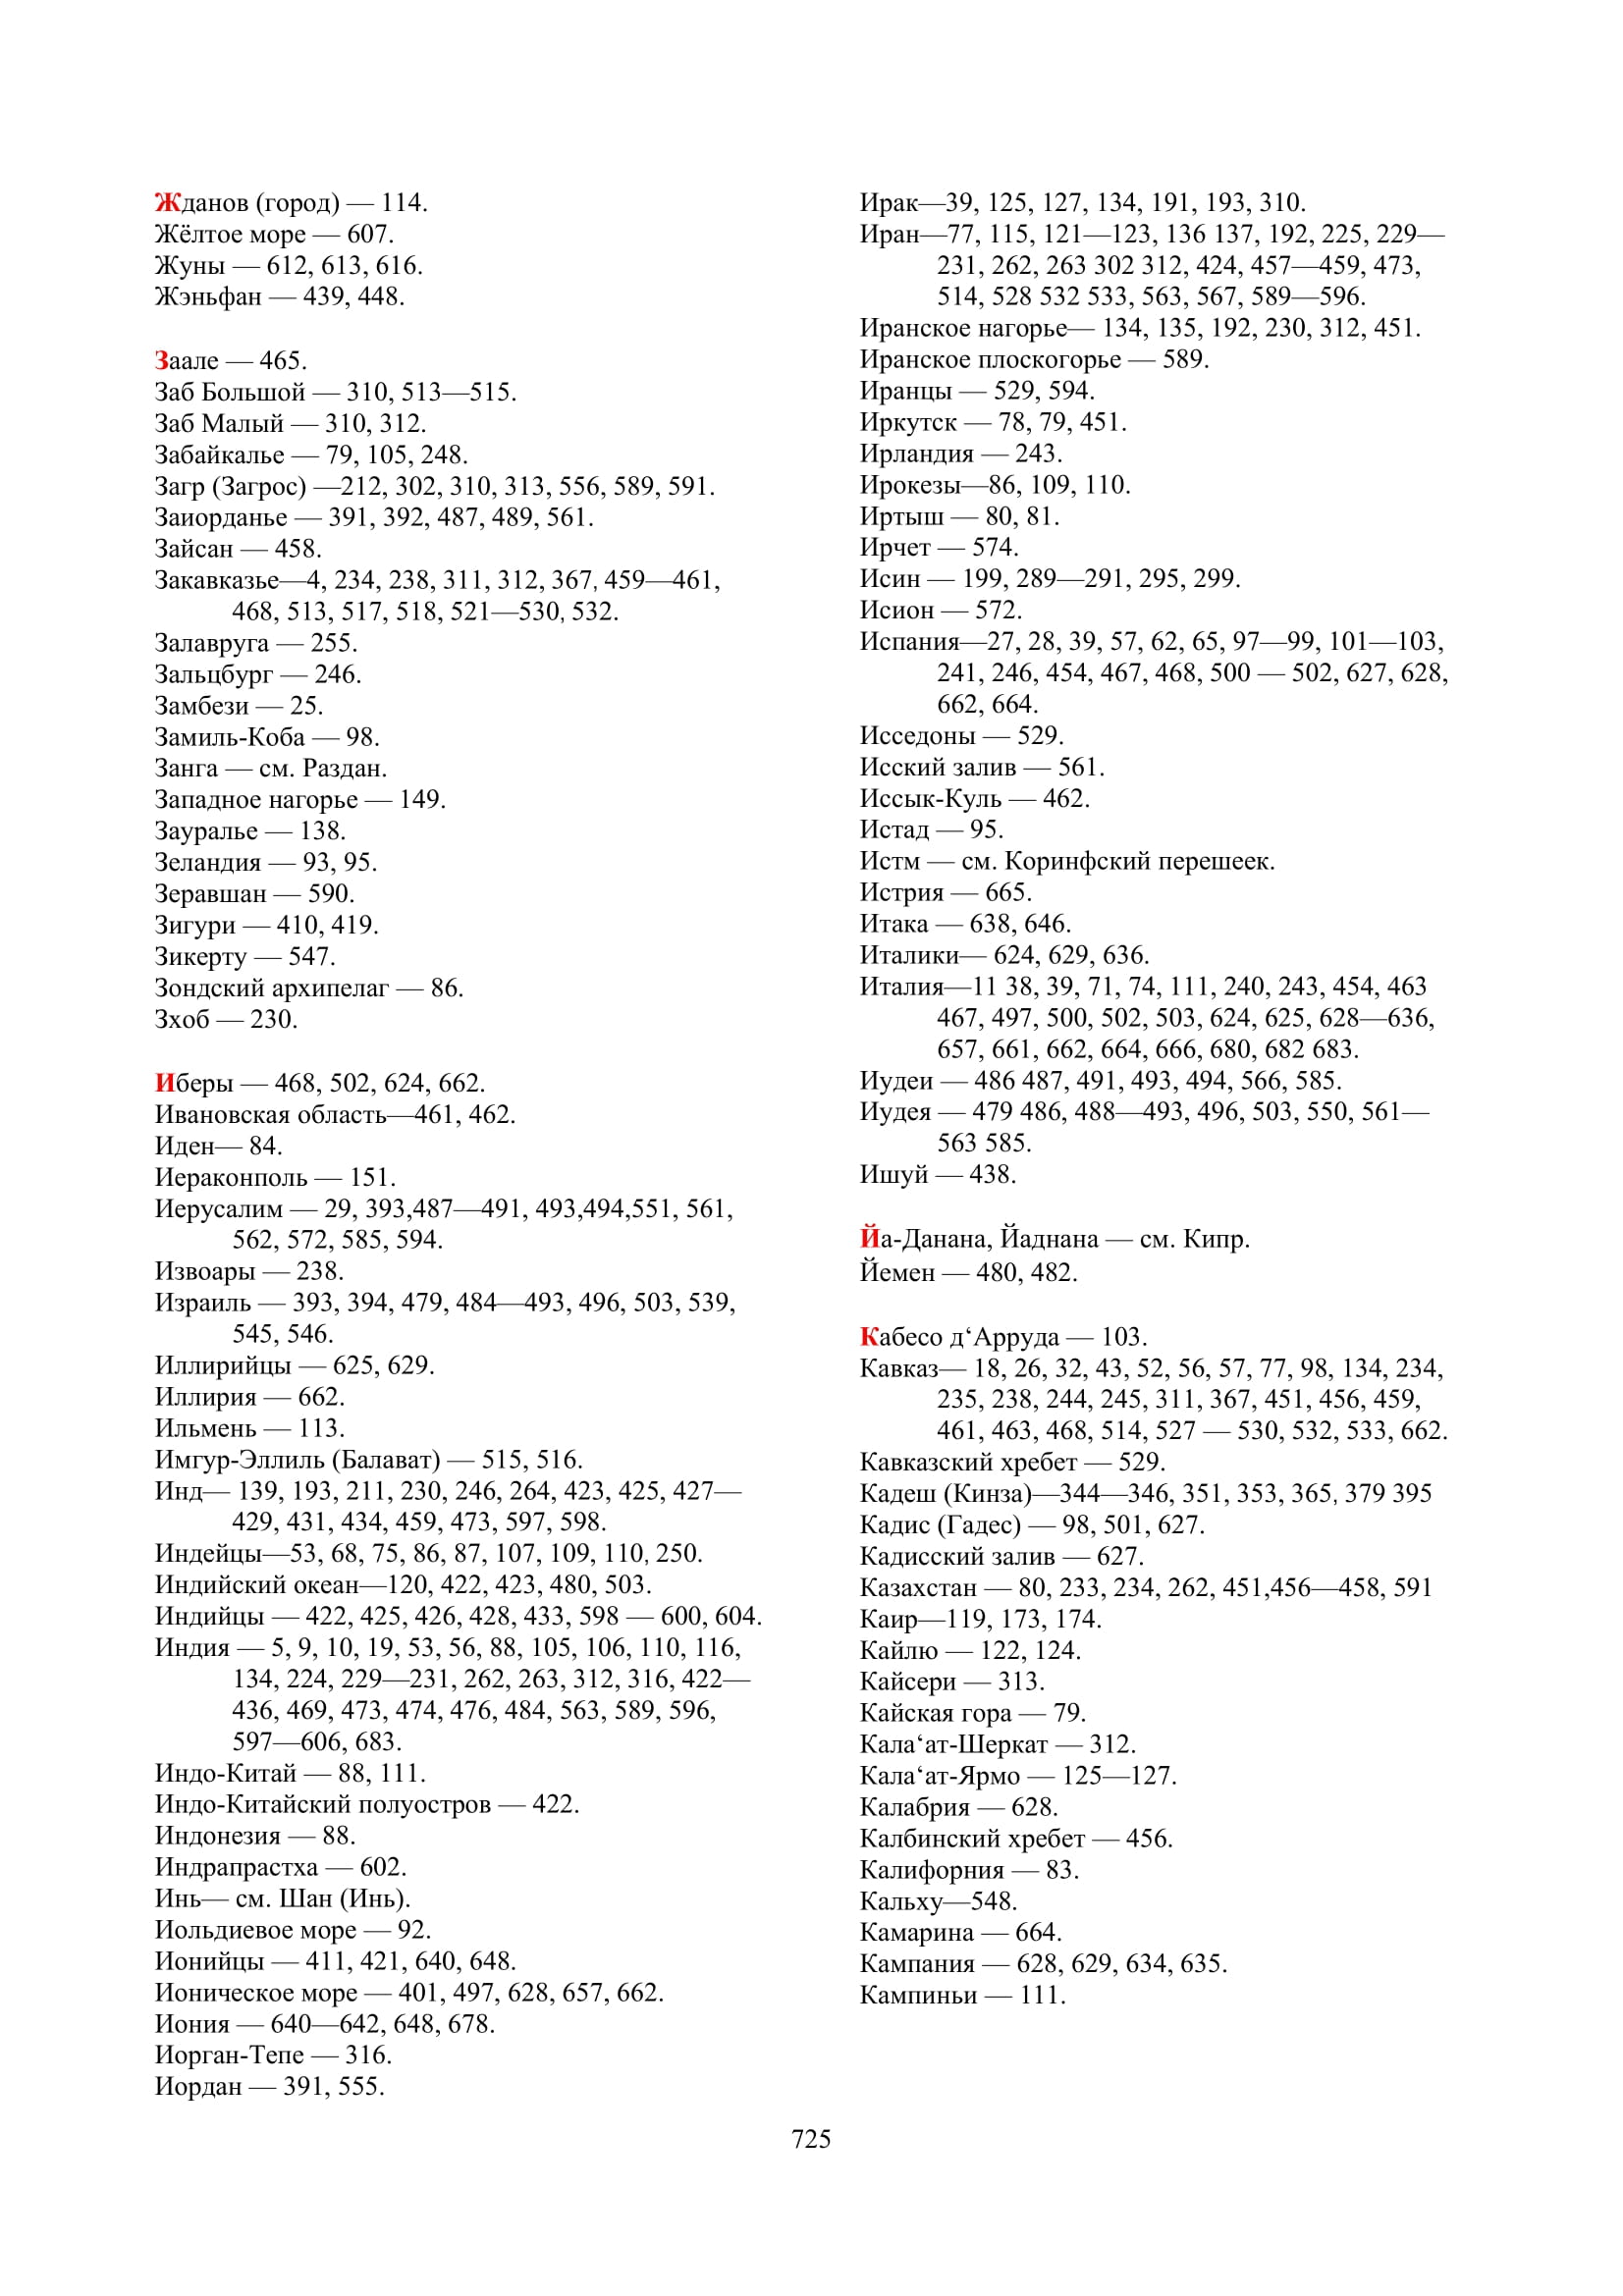 Жданов (город) — 114.
Жёлтое море — 607.
Жуны — 612, 613, 616.
Жэньфан — 439, 448.
Заале — 465.
Заб Большой — 310, 513—515.
Заб Малый — 310, 312.
Забайкалье — 79, 105, 248.
Загр (Загрос) —212, 302, 310, 313, 556, 589, 591.
Заиорданье — 391, 392, 487, 489, 561.
Зайсан — 458.
Закавказье—4, 234, 238, 311, 312, 367, 459—461,
468, 513, 517, 518, 521—530, 532.
Залавруга — 255.
Зальцбург — 246.
Замбези — 25.
Замиль-Коба — 98.
Занга — см. Раздан.
Западное нагорье — 149.
Зауралье — 138.
Зеландия — 93, 95.
Зеравшан — 590.
Зигури — 410, 419.
Зикерту — 547.
Зондский архипелаг — 86.
Зхоб — 230.
Иберы — 468, 502, 624, 662.
Ивановская область—461, 462.
Иден— 84.
Иераконполь — 151.
Иерусалим — 29, 393,487—491, 493,494,551, 561,
562, 572, 585, 594.
Извоары — 238.
Израиль — 393, 394, 479, 484—493, 496, 503, 539,
545, 546.
Иллирийцы — 625, 629.
Иллирия — 662.
Ильмень — 113.
Имгур-Эллиль (Балават) — 515, 516.
Инд— 139, 193, 211, 230, 246, 264, 423, 425, 427—
429, 431, 434, 459, 473, 597, 598.
Индейцы—53, 68, 75, 86, 87, 107, 109, 110, 250.
Индийский океан—120, 422, 423, 480, 503.
Индийцы — 422, 425, 426, 428, 433, 598 — 600, 604.
Индия — 5, 9, 10, 19, 53, 56, 88, 105, 106, 110, 116,
134, 224, 229—231, 262, 263, 312, 316, 422—
436, 469, 473, 474, 476, 484, 563, 589, 596,
597—606, 683.
Индо-Китай — 88, 111.
Индо-Китайский полуостров — 422.
Индонезия — 88.
Индрапрастха — 602.
Инь— см. Шан (Инь).
Иольдиевое море — 92.
Ионийцы — 411, 421, 640, 648.
Ионическое море — 401, 497, 628, 657, 662.
Иония — 640—642, 648, 678.
Иорган-Тепе — 316.
Иордан — 391, 555.
Ирак—39, 125, 127, 134, 191, 193, 310.
Иран—77, 115, 121—123, 136 137, 192, 225, 229—
231, 262, 263 302 312, 424, 457—459, 473,
514, 528 532 533, 563, 567, 589—596.
Иранское нагорье— 134, 135, 192, 230, 312, 451.
Иранское плоскогорье — 589.
Иранцы — 529, 594.
Иркутск — 78, 79, 451.
Ирландия — 243.
Ирокезы—86, 109, 110.
Иртыш — 80, 81.
Ирчет — 574.
Исин — 199, 289—291, 295, 299.
Исион — 572.
Испания—27, 28, 39, 57, 62, 65, 97—99, 101—103,
241, 246, 454, 467, 468, 500 — 502, 627, 628,
662, 664.
Исседоны — 529.
Исский залив — 561.
Иссык-Куль — 462.
Истад — 95.
Истм — см. Коринфский перешеек.
Истрия — 665.
Итака — 638, 646.
Италики— 624, 629, 636.
Италия—11 38, 39, 71, 74, 111, 240, 243, 454, 463
467, 497, 500, 502, 503, 624, 625, 628—636,
657, 661, 662, 664, 666, 680, 682 683.
Иудеи — 486 487, 491, 493, 494, 566, 585.
Иудея — 479 486, 488—493, 496, 503, 550, 561—
563 585.
Ишуй — 438.
Йа-Данана, Йаднана — см. Кипр.
Йемен — 480, 482.
Кабесо д‘Арруда — 103.
Кавказ— 18, 26, 32, 43, 52, 56, 57, 77, 98, 134, 234,
235, 238, 244, 245, 311, 367, 451, 456, 459,
461, 463, 468, 514, 527 — 530, 532, 533, 662.
Кавказский хребет — 529.
Кадеш (Кинза)—344—346, 351, 353, 365, 379 395
Кадис (Гадес) — 98, 501, 627.
Кадисский залив — 627.
Казахстан — 80, 233, 234, 262, 451,456—458, 591
Каир—119, 173, 174.
Кайлю — 122, 124.
Кайсери — 313.
Кайская гора — 79.
Кала‘ат-Шеркат — 312.
Кала‘ат-Ярмо — 125—127.
Калабрия — 628.
Калбинский хребет — 456.
Калифорния — 83.
Кальху—548.
Камарина — 664.
Кампания — 628, 629, 634, 635.
Кампиньи — 111.
725